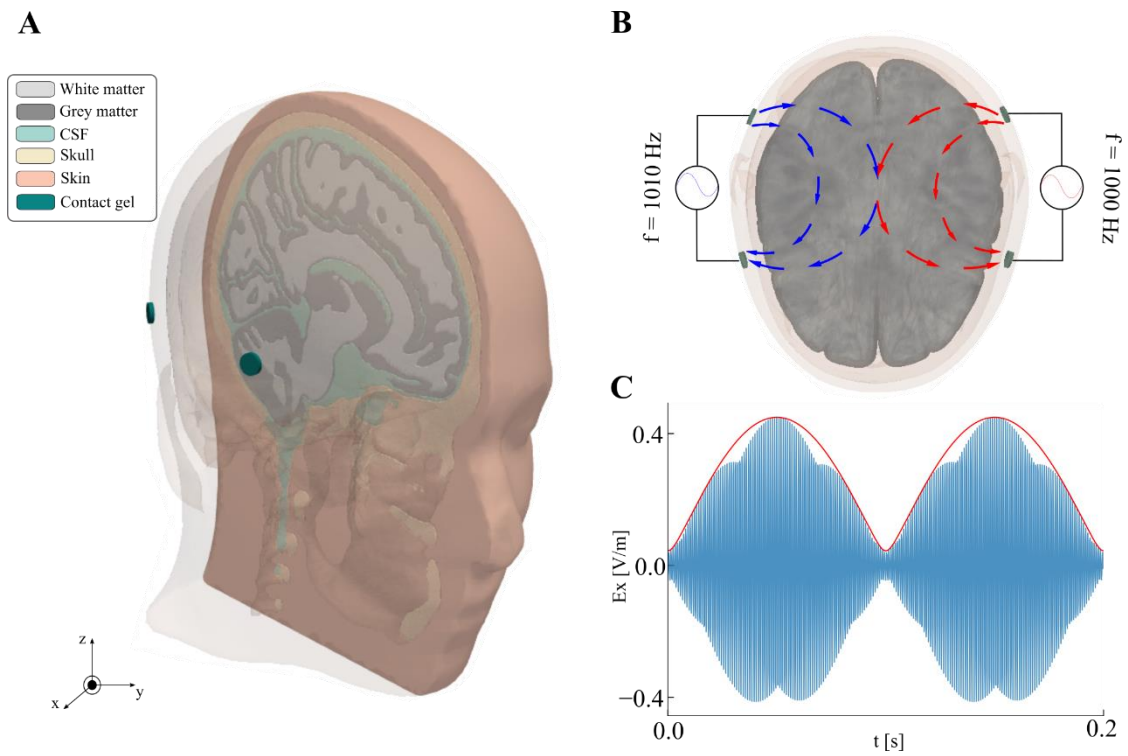 A
White matter
Grey matter
CSF
Skull
Skin
Contact gel
z
y
x
B
f = 1010 Hz
f = 1000 Hz
C
Ex [V/m]
0.4
0.0
−0.4
0.0
0.2
t [s]